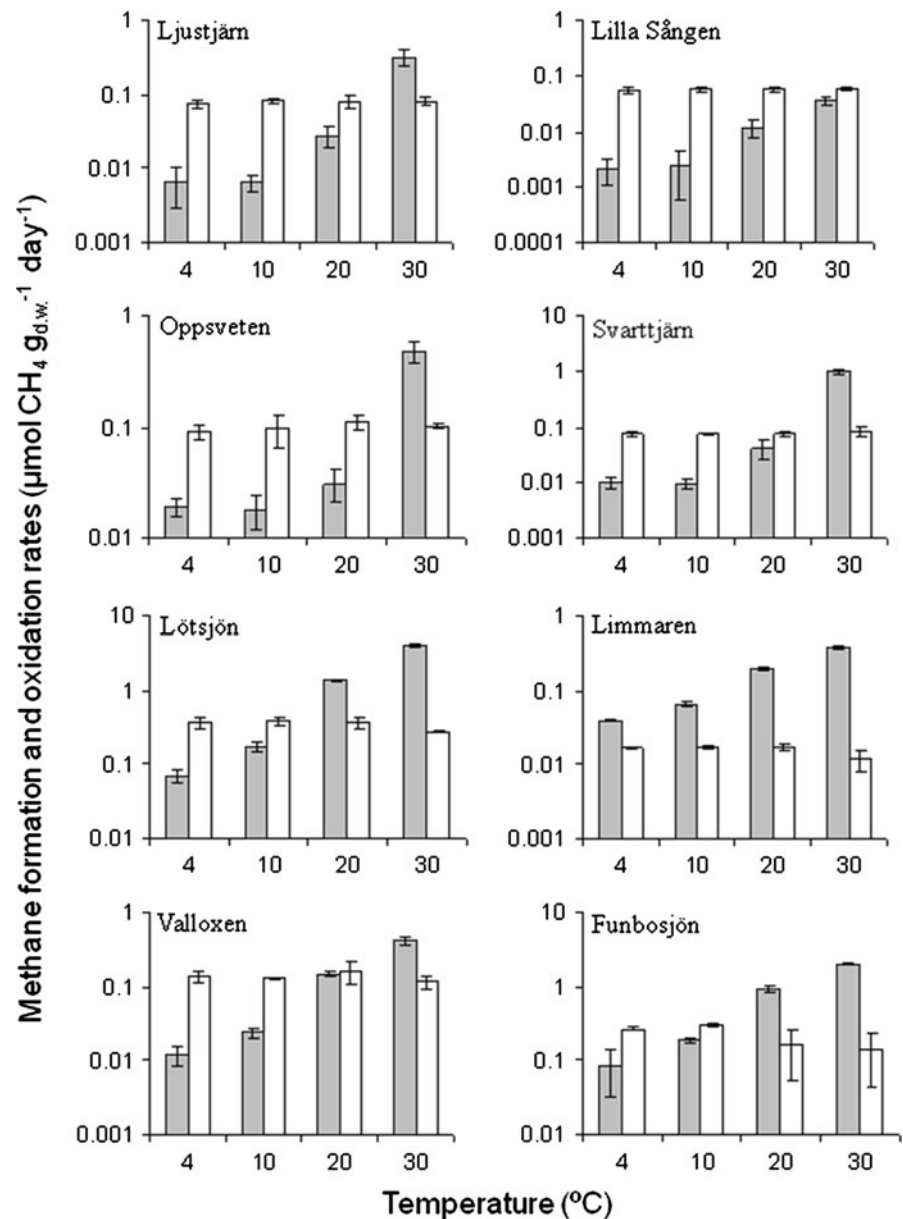 Methane formation and oxidation rates (µmol CH4 gd.w.-1 day-1)
Ljustjärn
1
0.1
0.01
0.001
4 10 20 30
Lilla Sången
1
0.1
0.01
0.001
0.0001
4 10 20 30
Oppsveten
1
0.1
0.01
4 10 20 30
Svarttjärn
10
1
0.1
0.01
0.001
4 10 20 30
Lötsjön
10
1
0.1
0.01
4 10 20 30
Limmaren
1
0.1
0.01
0.001
4 10 20 30
Valloxen
1
0.1
0.01
0.001
4 10 20 30
Funbosjön
10
1
0.1
0.01
4 10 20 30
Temperature (ºC)